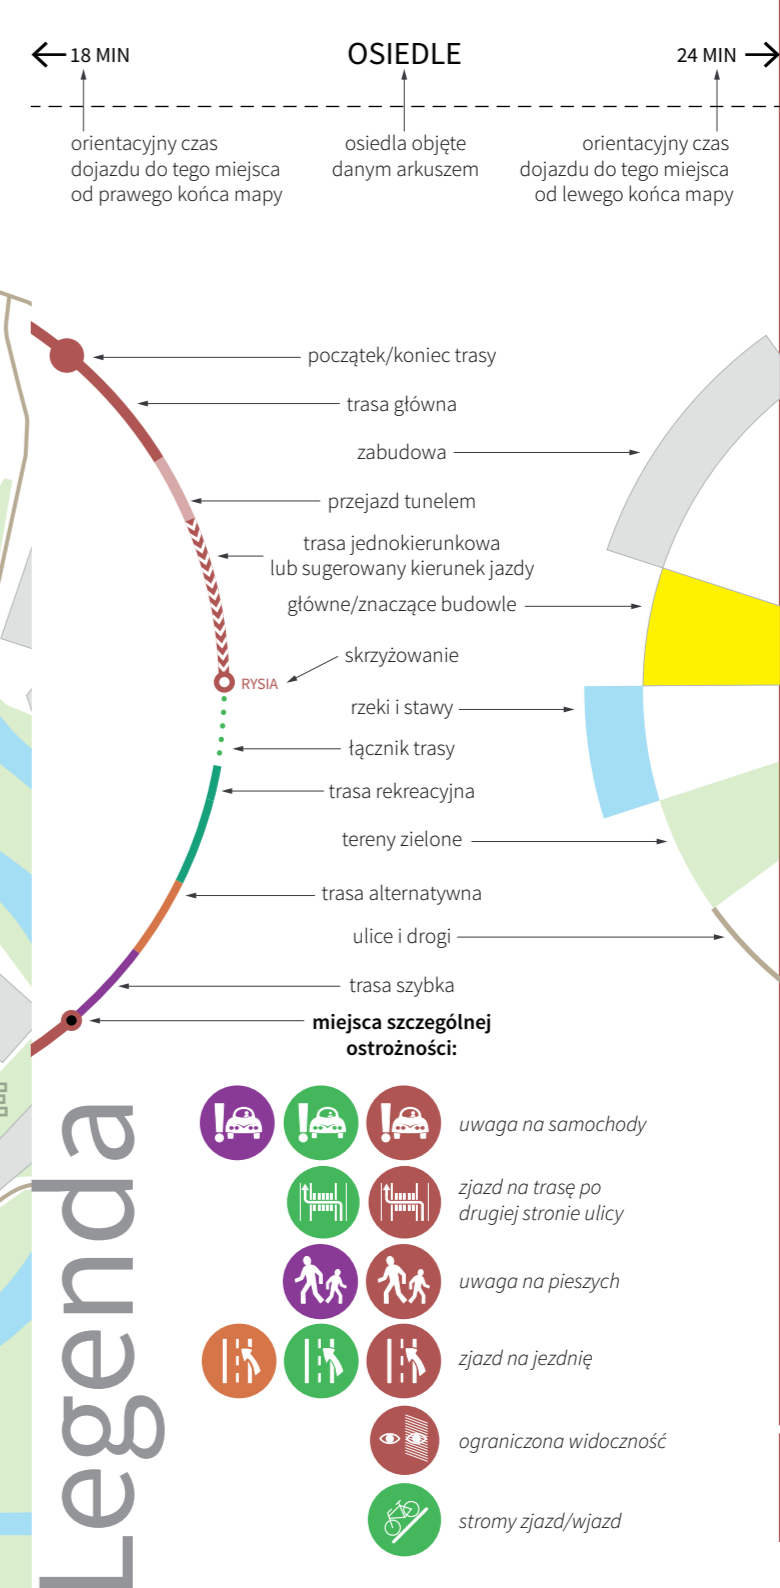 18 MIN
OSIEDLE
24 MIN
orientacyjny czas
dojazdu do tego miejsca
od prawego końca mapy
osiedla objęte
danym arkuszem
orientacyjny czas
dojazdu do tego miejsca
od lewego końca mapy
początek/koniec trasy
trasa główna
zabudowa
przejazd tunelem
trasa jednokierunkowa
lub sugerowany kierunek jazdy
główne/znaczące budowle
skrzyżowanie
RYSIA
rzeki i stawy
łącznik trasy
trasa rekreacyjna
tereny zielone
trasa alternatywna
ulice i drogi
trasa szybka
miejsca szczególnej
ostrożności:
uwaga na samochody
zjazd na trasę po
drugiej stronie ulicy
uwaga na pieszych
zjazd na jezdnię
ograniczona widoczność
stromy zjazd/wjazd
Legenda